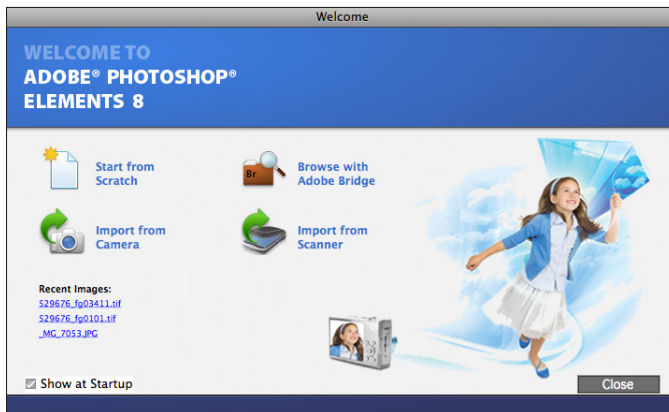 Welcome
WELCOME TO
ADOBE® PHOTOSHOP®
ELEMENTS 8
Start from
Scratch
Br
Browse with
Adobe Bridge
Import from
Camera
Import from
Scanner
Recent Images:
529676_fg03411.tif
529676_fg0101.tif
_MG_7053.JPG
Show at Startup
Close